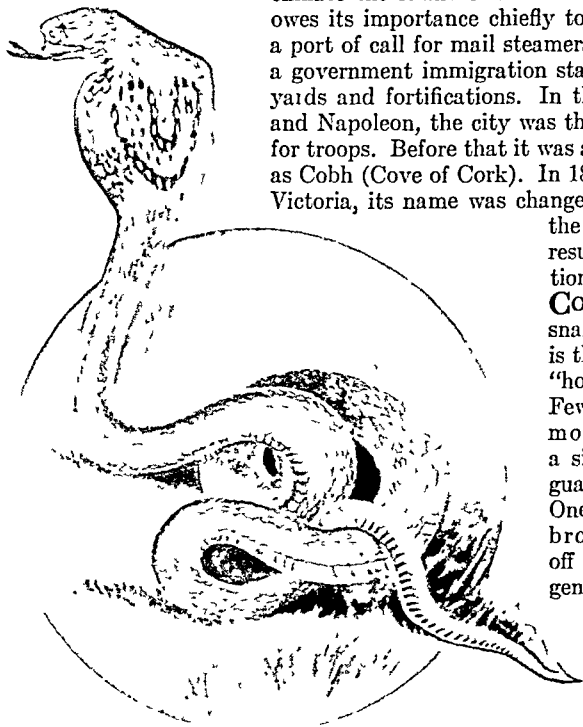 owes its importance chiefly to
a port of call for mail steamer
a government immigration sta
yards and fortifications. In th
and Napoleon, the city was th
for troops. Before that it was a
as Cobh (Cove of Cork). In 18
Victoria, its name was change
the
resu
tion
Co
sna
is th
"ho
Few
mo
a si
gua
One
bro
off
gen